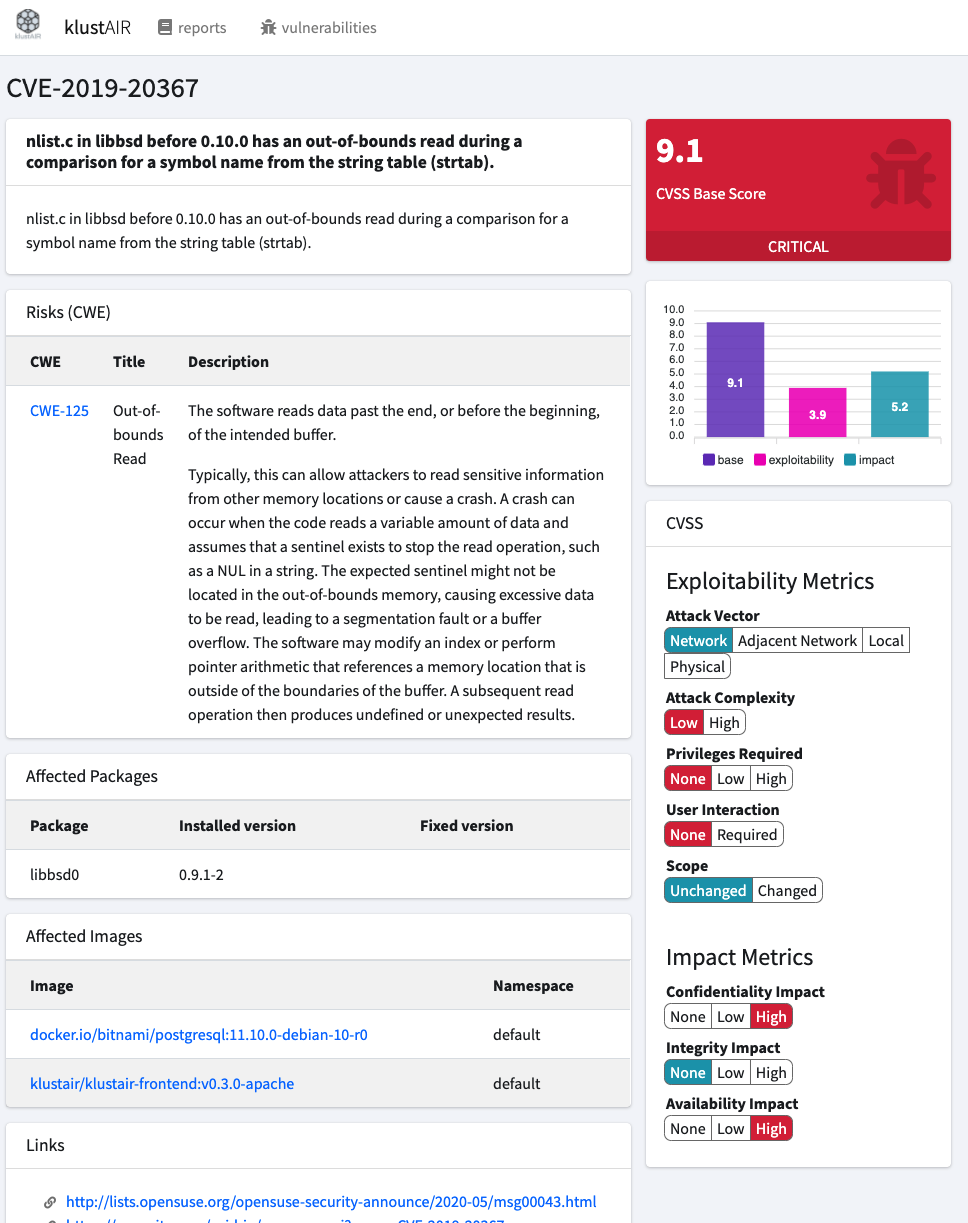 klustAIR
klustAIR reports vulnerabilities
CVE-2019-20367
nlist.c in libbsd before 0.10.0 has an out-of-bounds read during a
comparison for a symbol name from the string table (strtab).
nlist.c in libbsd before 0.10.0 has an out-of-bounds read during a comparison for a
symbol name from the string table (strtab).
Risks (CWE)
CWE Title Description
CWE-125 Out-of- The software reads data past the end, or before the beginning,
bounds of the intended buffer.
Read
Typically, this can allow attackers to read sensitive information
from other memory locations or cause a crash. A crash can
occur when the code reads a variable amount of data and
assumes that a sentinel exists to stop the read operation, such
as a NUL in a string. The expected sentinel might not be
located in the out-of-bounds memory, causing excessive data
to be read, leading to a segmentation fault or a buffer
overflow. The software may modify an index or perform
pointer arithmetic that references a memory location that is
outside of the boundaries of the buffer. A subsequent read
operation then produces undefined or unexpected results.
Affected Packages
Package Installed version Fixed version
libbsd0 0.9.1-2
Affected Images
Image Namespace
docker.io/bitnami/postgresql:11.10.0-debian-10-r0 default
klustair/klustair-frontend:v0.3.0-apache default
Links
http://lists.opensuse.org/opensuse-security-announce/2020-05/msg00043.html
9.1
CVSS Base Score
CRITICAL
10.0
9.0
8.0
7.0
6.0
5.0
4.0
3.0
2.0
1.0
0.0
9.1
3.9
5.2
base exploitability impact
CVSS
Exploitability Metrics
Attack Vector
Network Adjacent Network Local
Physical
Attack Complexity
Low High
Privileges Required
None Low High
User Interaction
None Required
Scope
Unchanged Changed
Impact Metrics
Confidentiality Impact
None Low High
Integrity Impact
None Low High
Availability Impact
None Low High